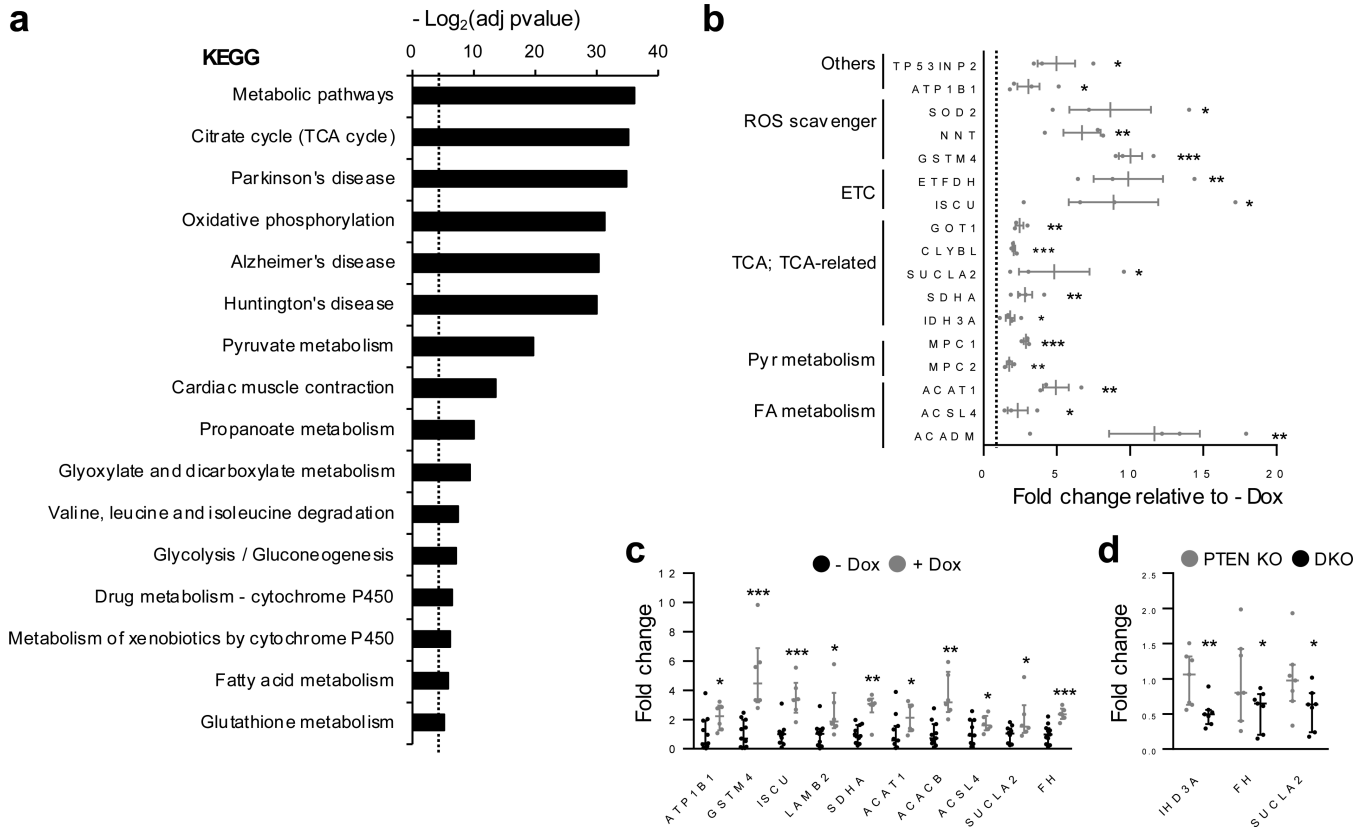 a
- Log2(adj pvalue)
KEGG
0 10 20 30 40
Metabolic pathways
Citrate cycle (TCA cycle)
Parkinson's disease
Oxidative phosphorylation
Alzheimer's disease
Huntington's disease
Pyruvate metabolism
Cardiac muscle contraction
Propanoate metabolism
Glyoxylate and dicarboxylate metabolism
Valine, leucine and isoleucine degradation
Glycolysis / Gluconeogenesis
Drug metabolism - cytochrome P450
Metabolism of xenobiotics by cytochrome P450
Fatty acid metabolism
Glutathione metabolism
b
Others
TP53INP2 *
ATP1B1 *
ROS scavenger
SOD2 *
NNT **
GSTM4 ***
ETC
ETFDH **
ISCU *
TCA; TCA-related
GOT1 **
CLYBL ***
SUCLA2 *
SDHA **
IDH3A *
Pyr metabolism
MPC1 ***
MPC2 **
FA metabolism
ACAT1 **
ACSL4 *
ACADM **
0 5 10 15 20
Fold change relative to - Dox
c
- Dox + Dox
Fold change
12
10
8
6
4
2
0
* *** *** * ** * ** * * ***
ATP1B1 GSTM4 ISCU LAMB2 SDHA ACAT1 ACACB ACSL4 SUCLA2 FH
d
PTEN KO DKO
Fold change
2.5
2.0
1.5
1.0
0.5
0.0
** * *
IHD3A FH SUCLA2